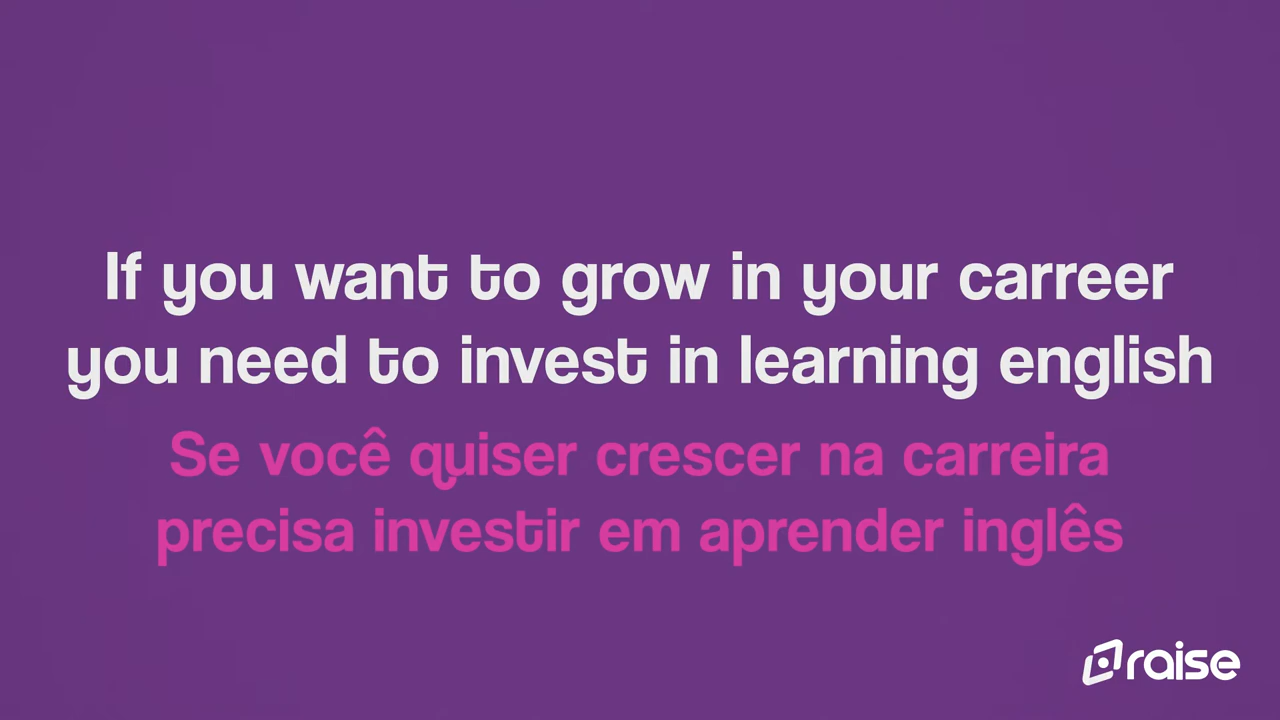 If you want to grow in your carreer
you need to invest in learning english
Se você quiser crescer na carreira
precisa investir em aprender inglês
raise